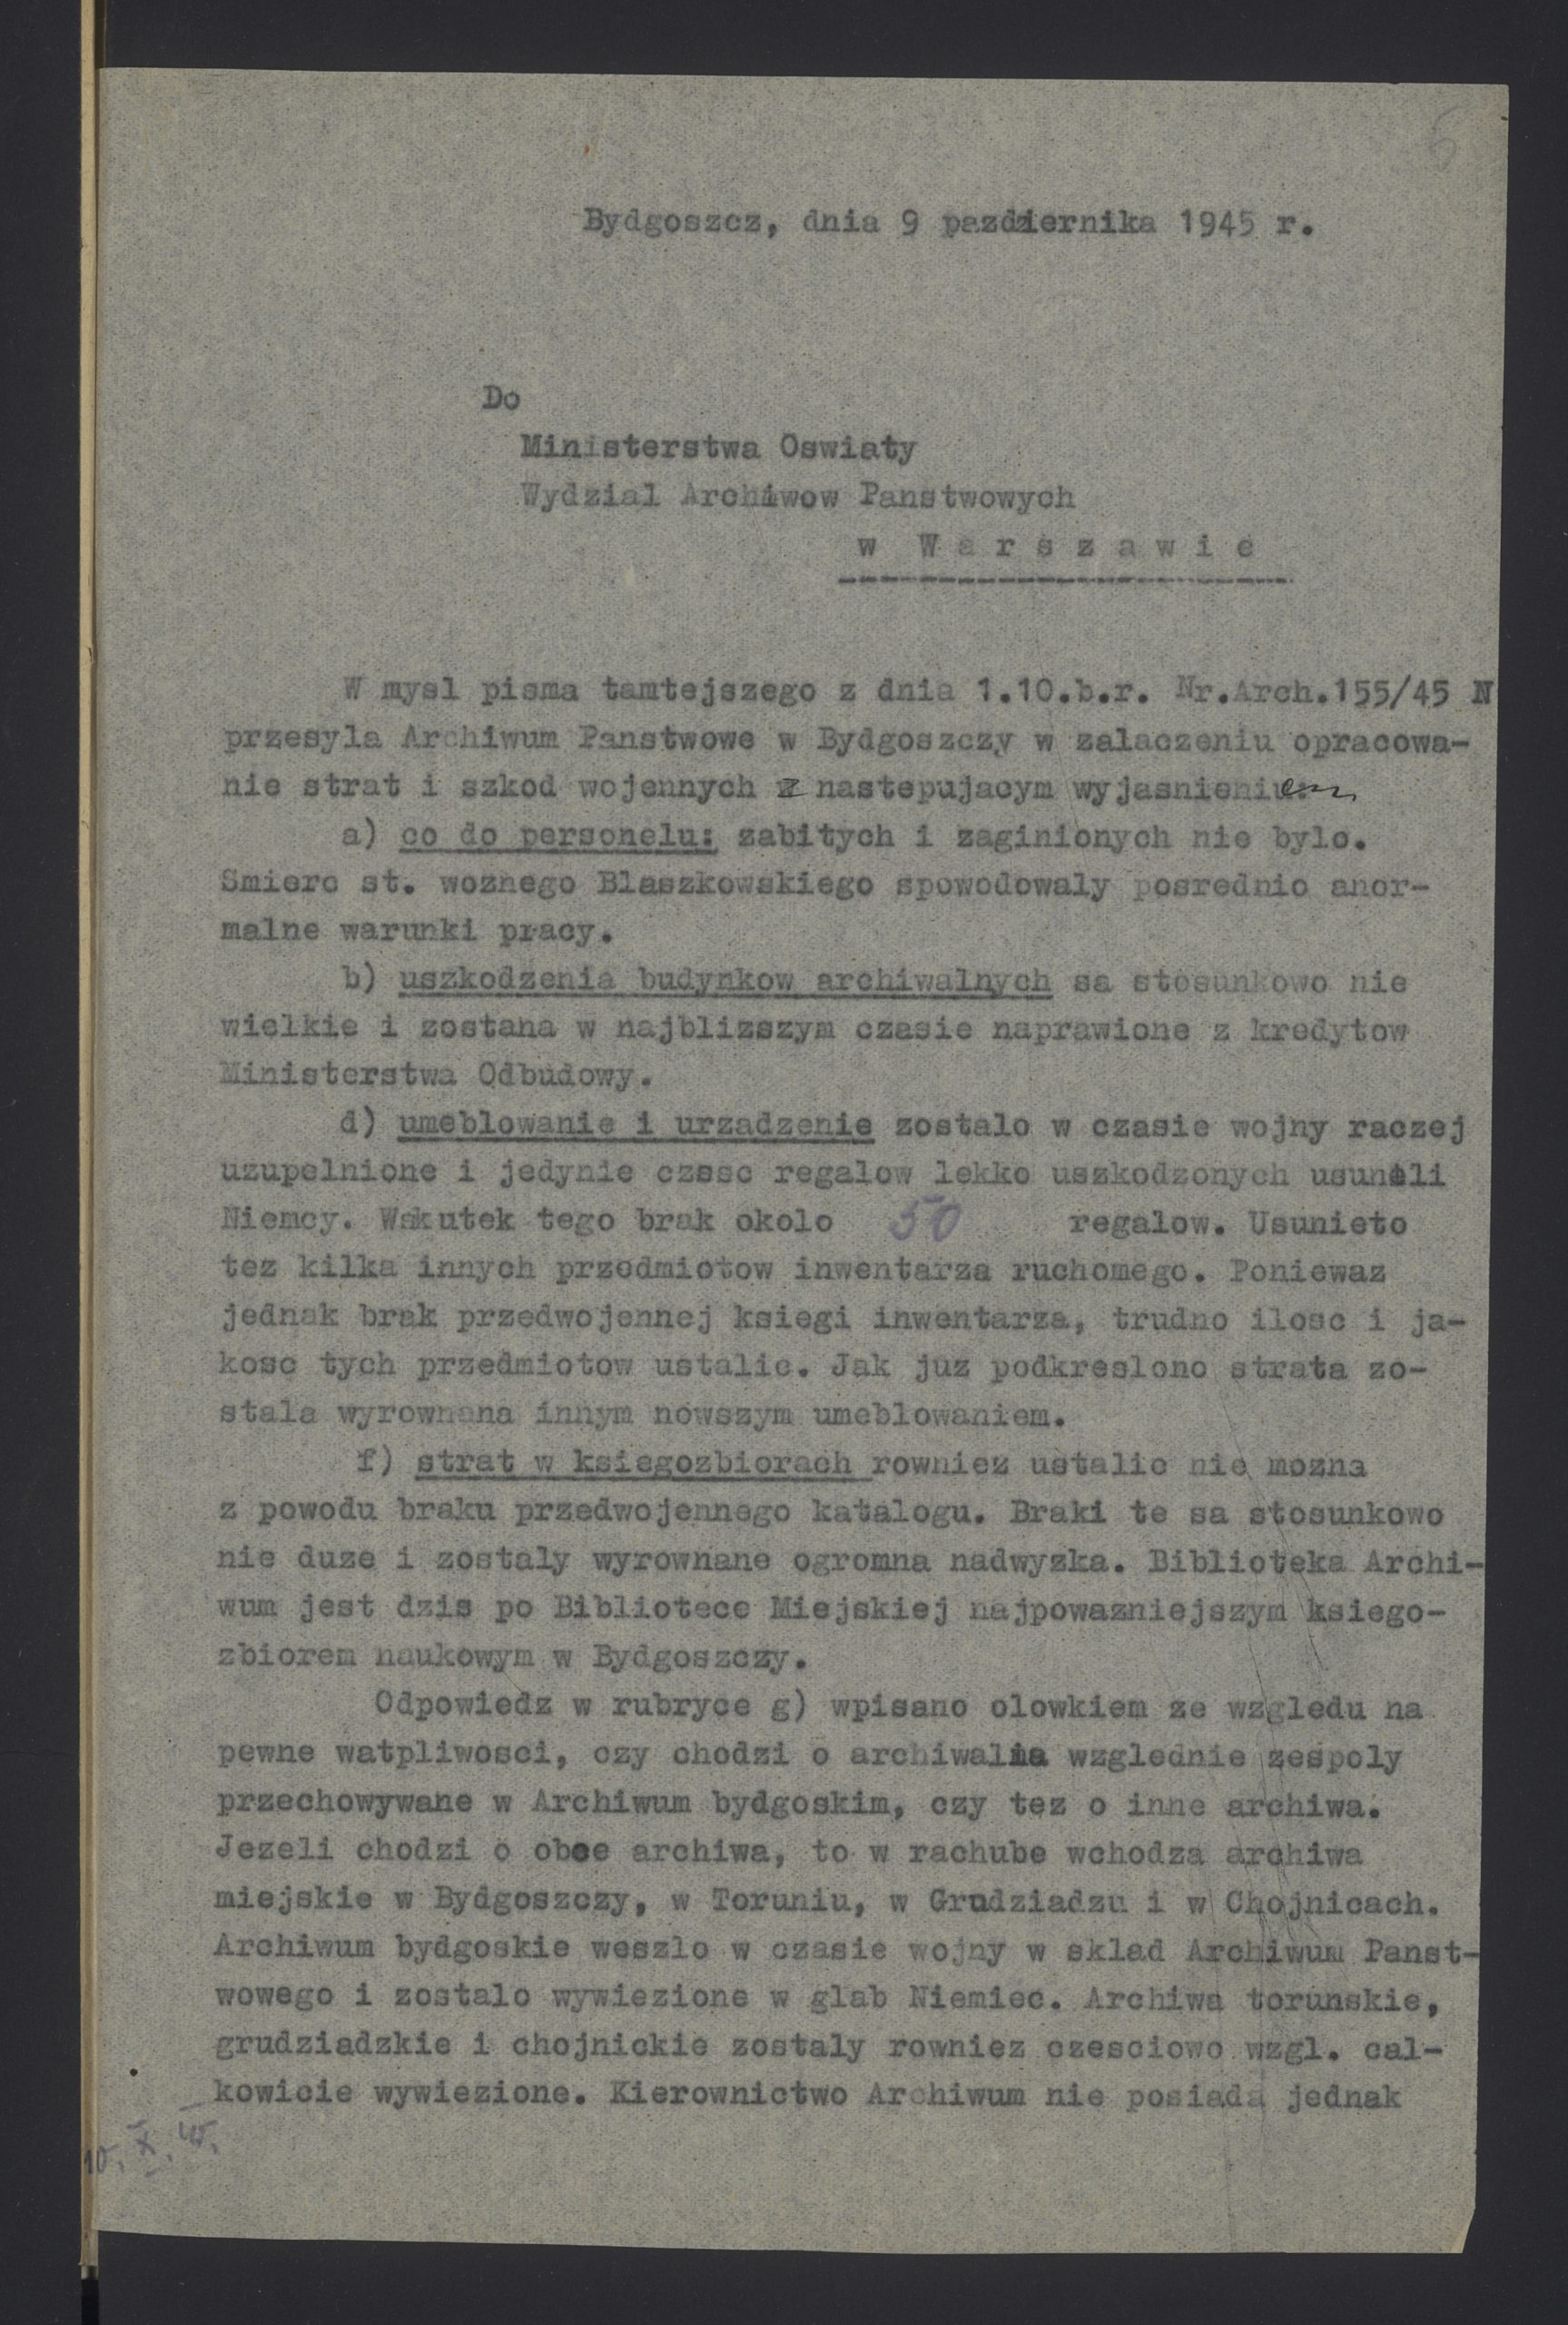 6
Bydgoszcz, dnia 9 pazdziernika 1945 r.
Do
Ministerstwa Oswiaty
Wydzial Archiwow Panstwowych
w W a r s z a w i e
W mysl pisma tamtejszego z dnia 1.10.b.r. Nr.Arch.155/45 N
przesyla Archiwum Panstwowe w Bydgoszczy w zalaczeniu opracowa-
nie strat i szkod wojennych z nastepujacym wyjasnieniem
a) co do personelu: zabitych i zaginionych nie bylo.
Smierc st. woznego Blaszkowskiego spowodowaly posrednio anor-
malne warunki pracy.
b) uszkodzenia budynkow archiwalnych sa stosunkowo nie
wielkie i zostana w najblizszym czasie naprawione z kredytow
Ministerstwa Odbudowy.
d) umeblowanie i urzadzenie zostalo w czasie wojny raczej
uzupelnione i jedynie czesc regalow lekko uszkodzonych usuneli
Niemcy. Wskutek tego brak okolo 50 regalow. Usunieto
tez kilka innych przedmiotow inwentarza ruchomego. Poniewaz
jednak brak przedwojennej ksiegi inwentarza, trudno ilosc i ja-
kosc tych przedmiotow ustalic. Jak juz podkreslono strata zo-
stala wyrownana innym nowszym umeblowaniem.
f) strat w ksiegozbiorach rowniez ustalic nie mozna
z powodu braku przedwojennego katalogu. Braki te sa stosunkowo
nie duze i zostaly wyrownane ogromna nadwyzka. Biblioteka Archi-
wum jest dzis po Bibliotece Miejskiej najpowazniejszym ksiego-
zbiorem naukowym w Bydgoszczy.
Odpowiedz w rubryce g) wpisano olowkiem ze wzgledu na
pewne watpliwosci, czy chodzi o archiwalia wzglednie zespoly
przechowywane w Archiwum bydgoskim, czy tez o inne archiwa.
Jezeli chodzi o obce archiwa, to w rachube wchodza archiwa
miejskie w Bydgoszczy, w Toruniu, w Grudziadzu i w Chojnicach.
Archiwum bydgoskie weszlo w czasie wojny w sklad Archiwum Panst-
wowego i zostalo wywiezione w glab Niemiec. Archiwa torunskie,
grudziadzkie i chojnickie zostaly rowniez czesciowo wzgl. cal-
kowicie wywiezione. Kierownictwo Archiwum nie posiada jednak
10. X. 45.